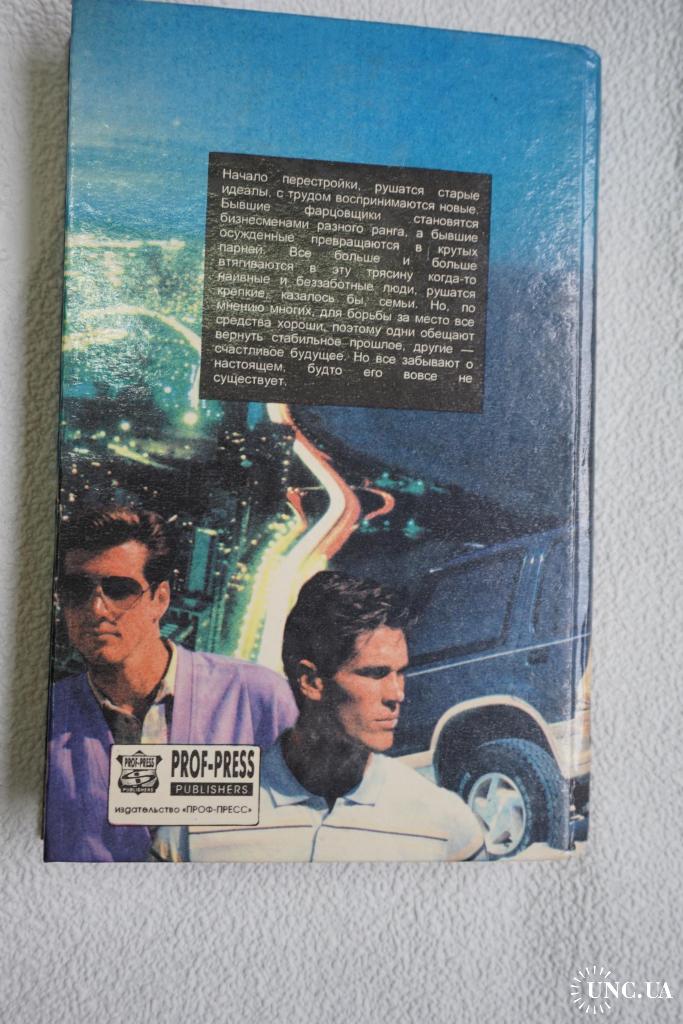 Начало перестройки, рушатся старые
идеалы, с трудом воспринимаются новые.
Бывшие фарцовщики становятся
бизнесменами разного ранга, а бывшие
осужденные превращаются в крутых
парней. Все больше и больше
втягиваются в эту трясину когда-то
наивные и беззаботные люди, рушатся
крепкие, казалось бы, семьи. Но, по
мнению многих, для борьбы за место все
средства хороши, поэтому одни обещают
вернуть стабильное прошлое, другие —
счастливое будущее. Но все забывают о
настоящем, будто его вовсе не
существует.
PROF-PRESS
PUBLISHERS
PROF-PRESS
PUBLISHERS
издательство «ПРОФ-ПРЕСС»
UNC.UA